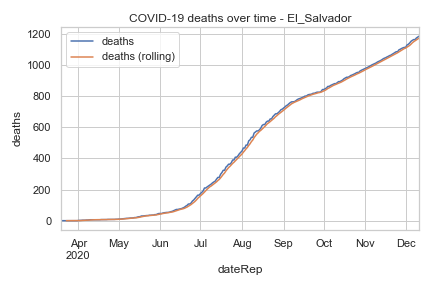 COVID-19 deaths over time - El_Salvador
deaths
deaths (rolling)
deaths
1200
1000
800
600
400
200
0
Apr May Jun Jul Aug Sep Oct Nov Dec
2020
dateRep